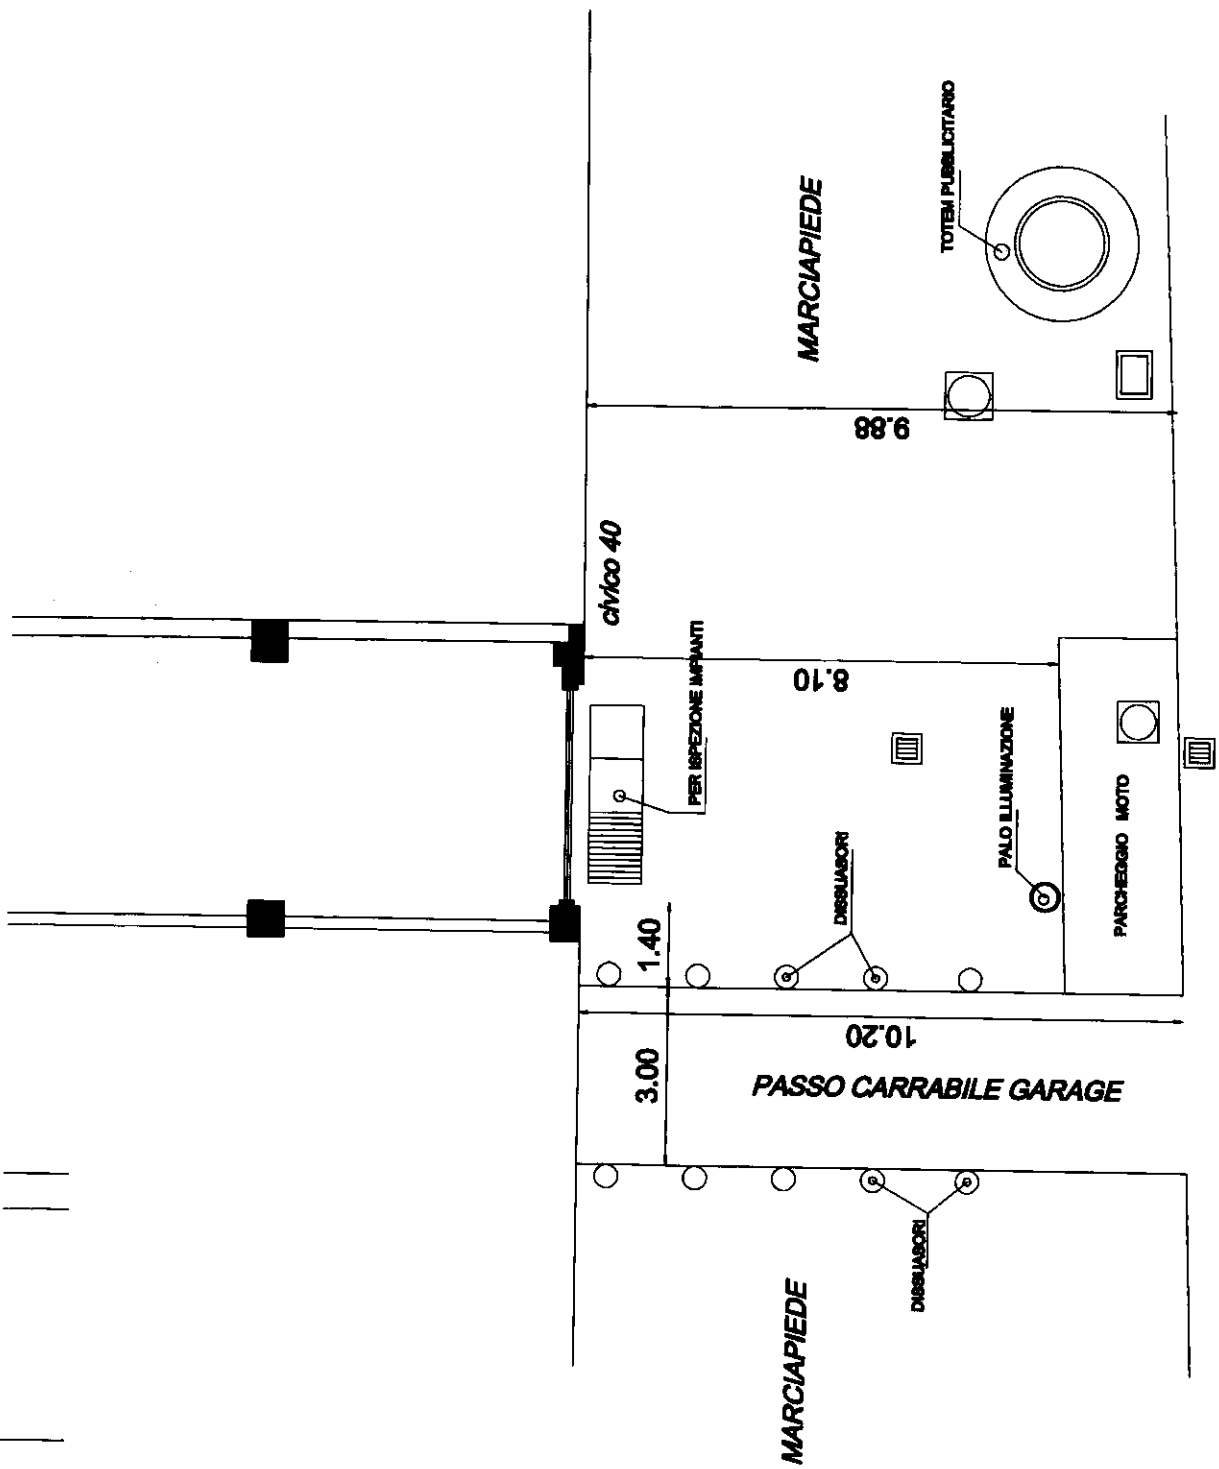 MARCIAPIEDE
DISSUASORI
PASSO CARRABILE GARAGE
3.00
10.20
1.40
DISSUASORI
PALO ILLUMINAZIONE
PARCHEGGIO MOTO
PER ISPEZIONE IMPIANTI
8.10
civico 40
9.88
MARCIAPIEDE
TOTEM PUBBLICITARIO